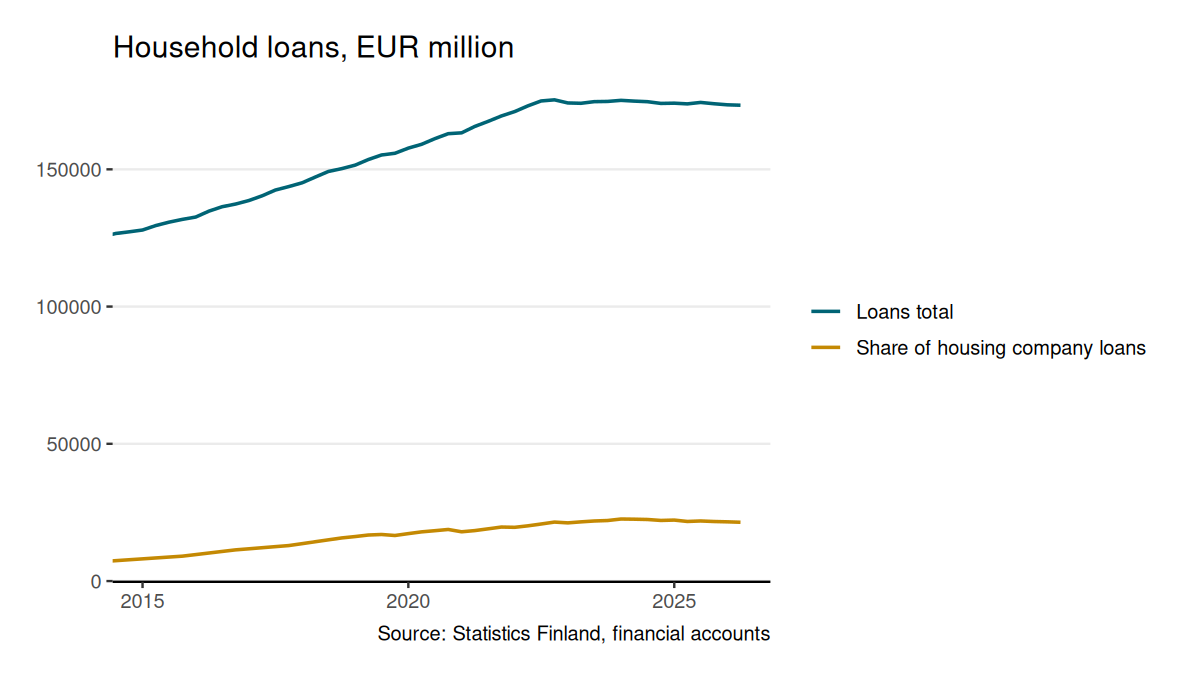 Household loans, EUR million
150000
100000
50000
0
2015
2020
2025
Loans total
Share of housing company loans
Source: Statistics Finland, financial accounts